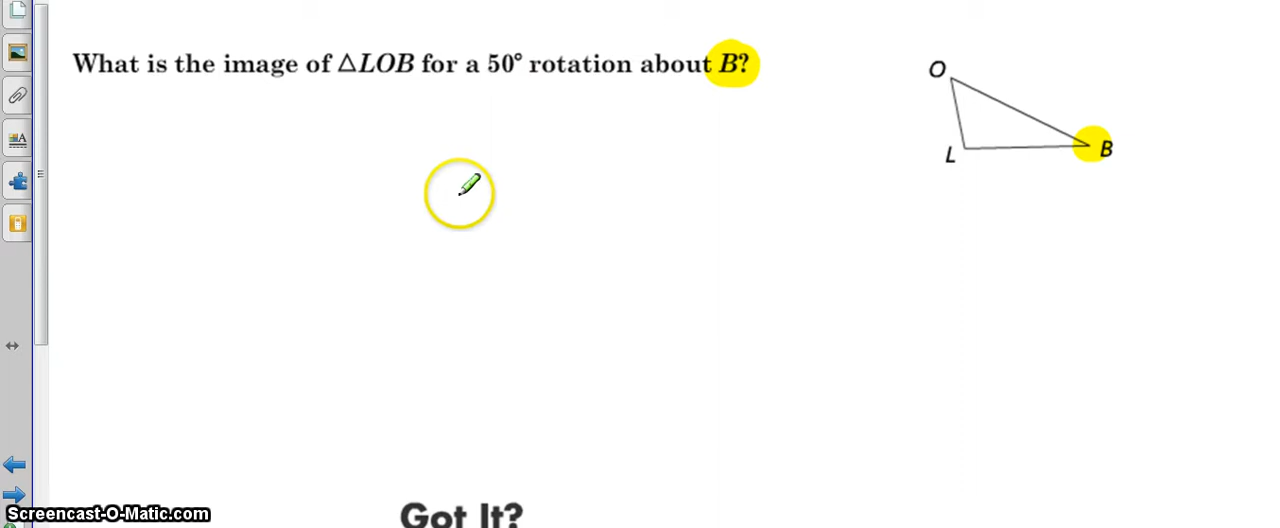 What is the image of △LOB for a 50° rotation about B?
O
L
B
Got It?
Screencast-O-Matic.com